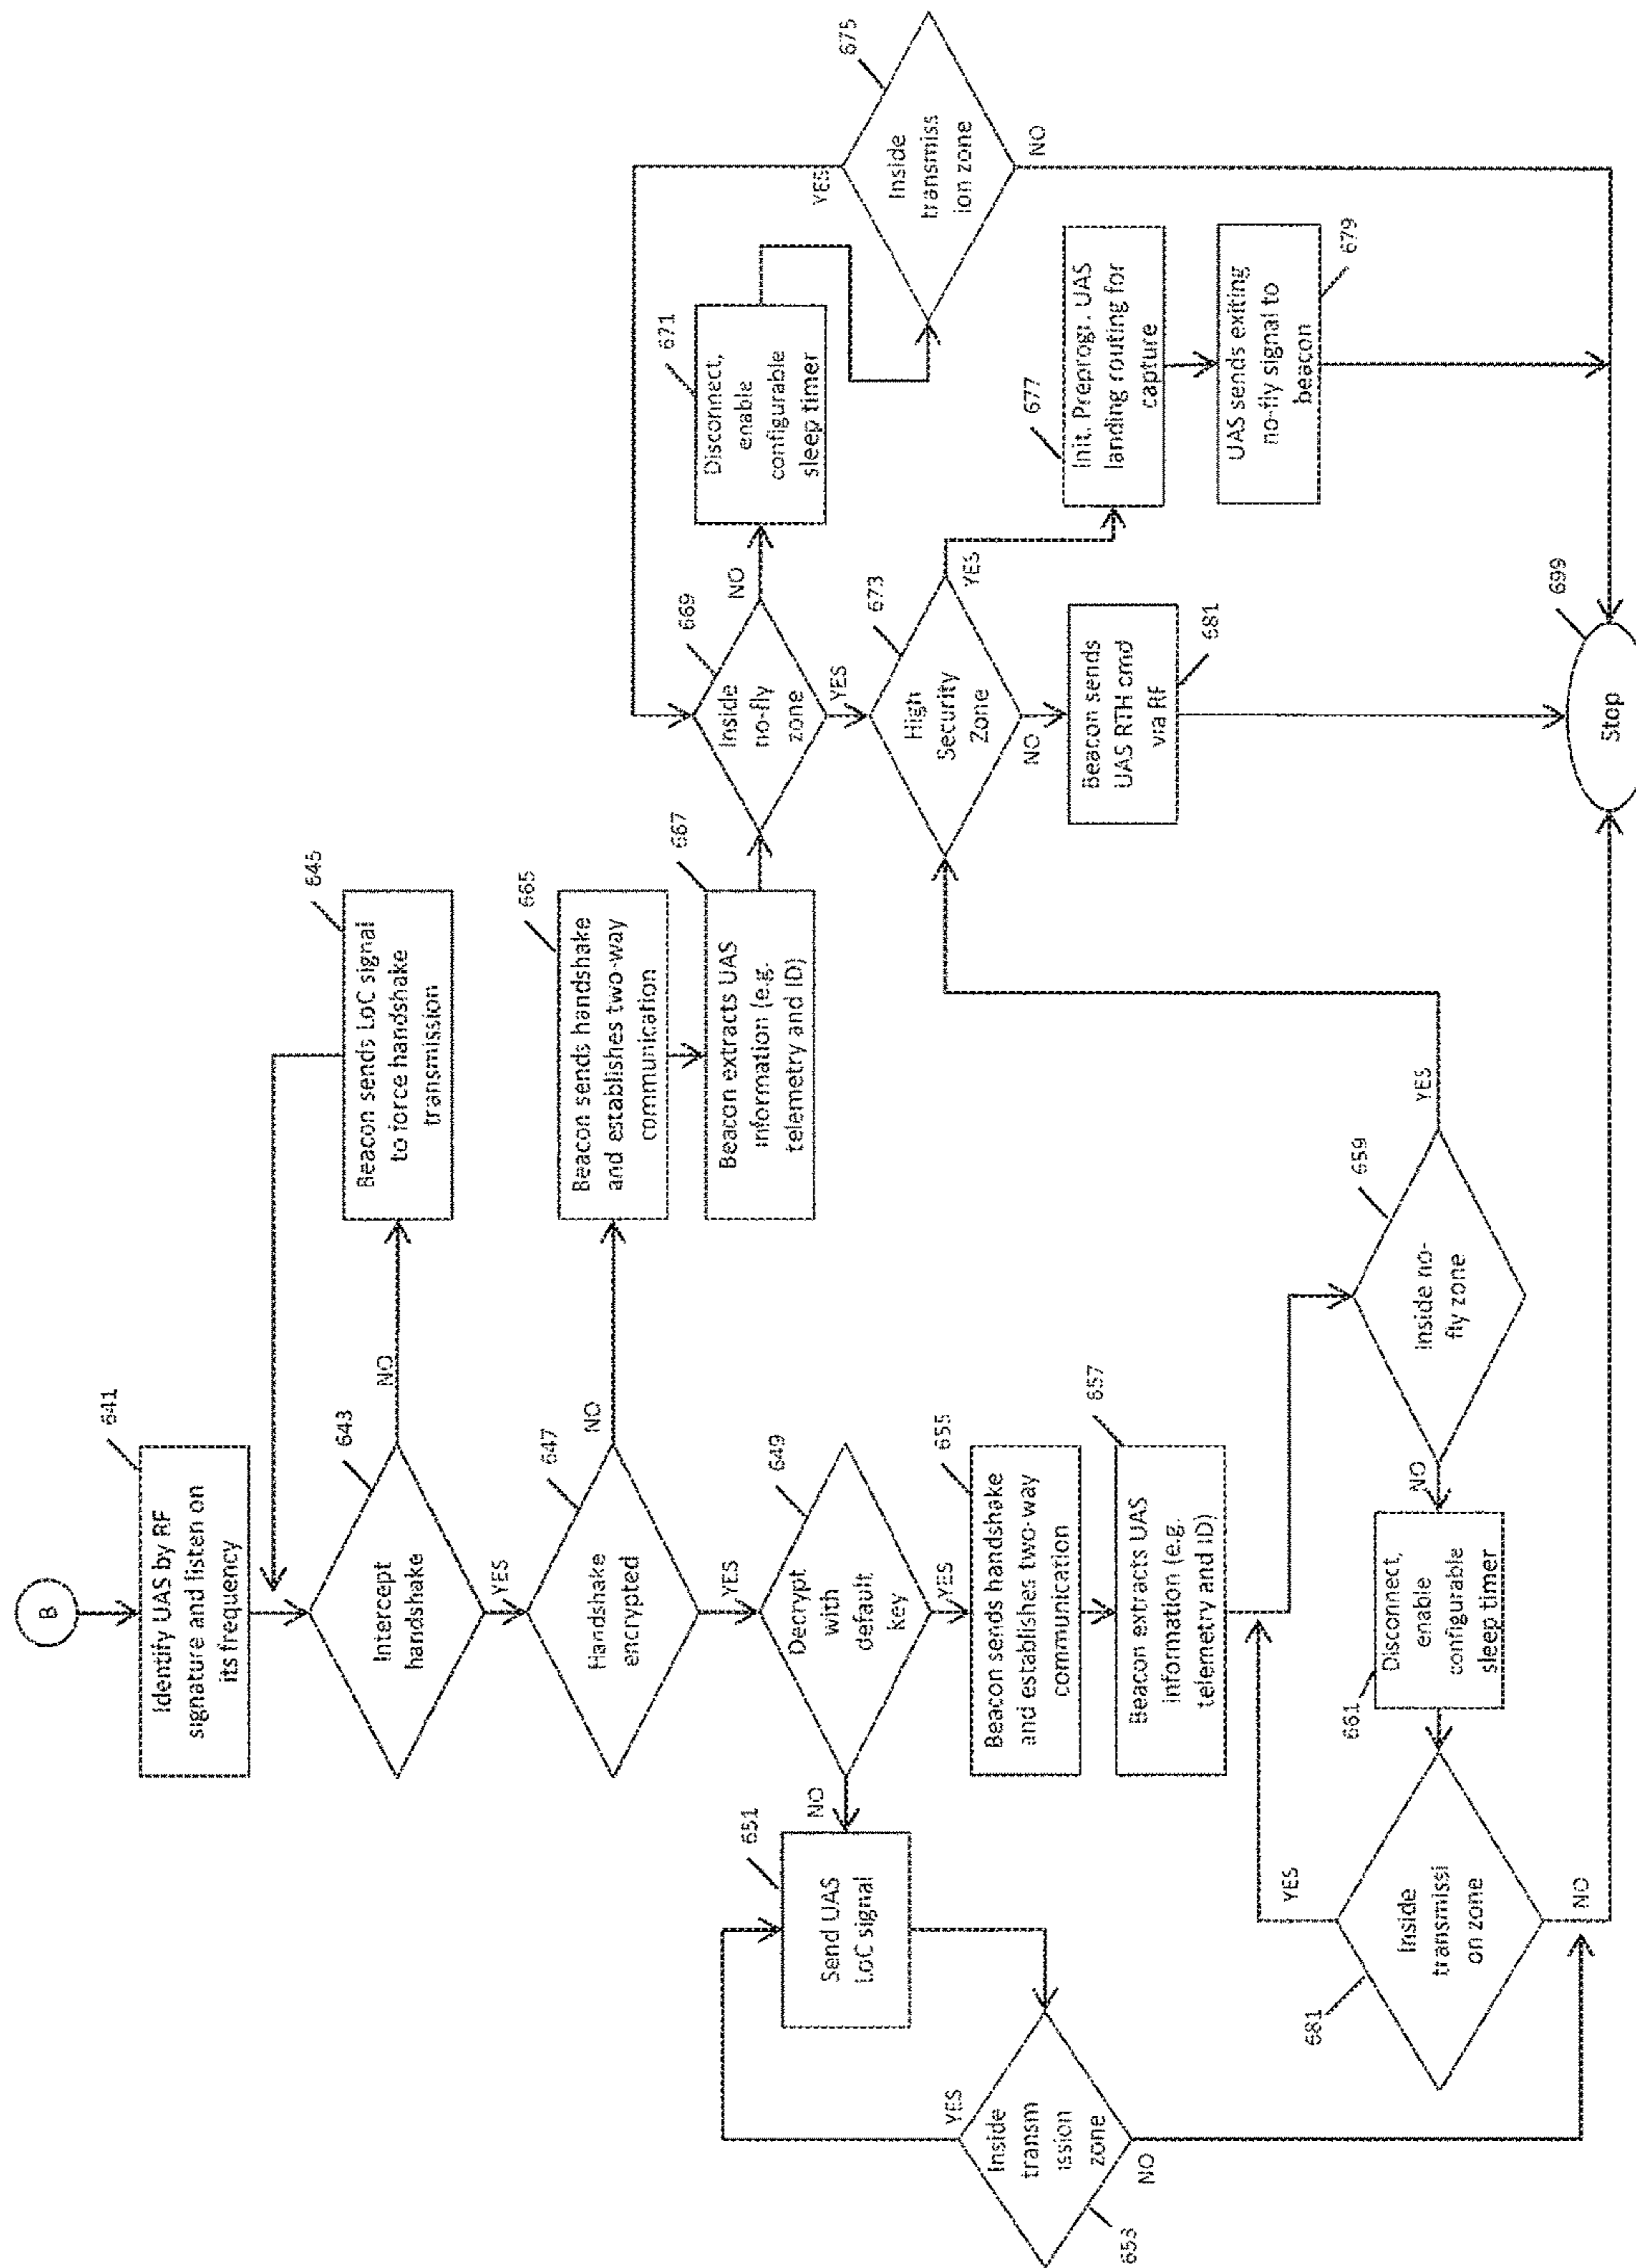 B
641
Identify UAS by RF
signature and listen on
its frequency
643
Intercept
handshake
NO
YES
645
Beacon sends LoC signal
to force handshake
transmission
647
Handshake
encrypted
NO
YES
665
Beacon sends handshake
and establishes two-way
communication
667
Beacon extracts UAS
information (e.g.
telemetry and ID)
649
Decrypt
with
default
key
NO
YES
651
Send UAS
LoC signal
653
Inside
transm
ission
zone
YES
NO
655
Beacon sends handshake
and establishes two-way
communication
657
Beacon extracts UAS
information (e.g.
telemetry and ID)
659
Inside no-
fly zone
YES
NO
661
Disconnect,
enable
configurable
sleep timer
681
Inside
transmissi
on zone
YES
NO
669
Inside
no-fly
zone
NO
YES
671
Disconnect,
enable
configurable
sleep timer
675
Inside
transmiss
ion zone
YES
NO
673
High
Security
Zone
YES
NO
677
Init. Preprogr. UAS
landing routing for
capture
679
UAS sends exiting
no-fly signal to
beacon
681
Beacon sends
UAS RTH cmd
via RF
699
Stop